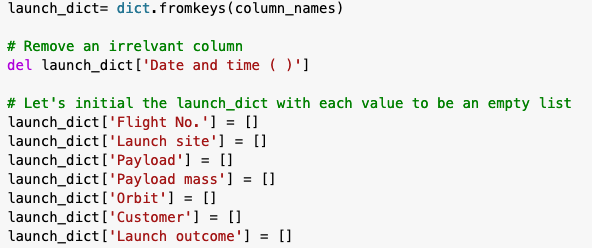 launch_dict= dict.fromkeys(column_names)
# Remove an irrelvant column
del launch_dict['Date and time ( )']
# Let's initial the launch_dict with each value to be an empty list
launch_dict['Flight No.'] = []
launch_dict['Launch site'] = []
launch_dict['Payload'] = []
launch_dict['Payload mass'] = []
launch_dict['Orbit'] = []
launch_dict['Customer'] = []
launch_dict['Launch outcome'] = []